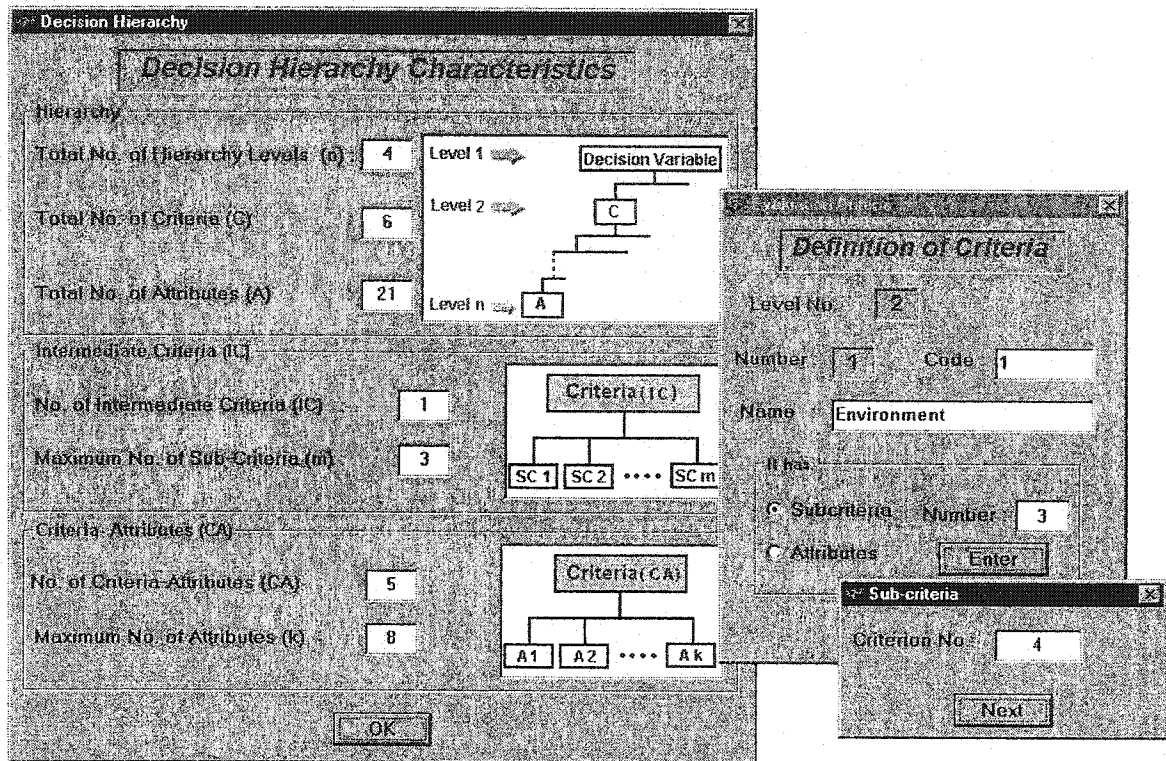 Decision Hierarchy
Decision Hierarchy Characteristics
Hierarchy
Total No. of Hierarchy Levels (n) : 4
Total No. of Criteria (C) : 6
Total No. of Attributes (A) : 21
Level 1
Decision Variable
Level 2
C
Level n
A
Intermediate Criteria (IC)
No. of Intermediate Criteria (IC) : 1
Maximum No. of Sub-Criteria (m) : 3
Criteria (IC)
SC 1 SC 2 •••• SC m
Criteria-Attributes (CA)
No. of Criteria-Attributes (CA) : 5
Maximum No. of Attributes (k) : 8
Criteria (CA)
A 1 A 2 •••• A k
OK
Definition of Criteria
Level No. 2
Number 1 Code 1
Name Environment
It has
Subcriteria Number : 3
Attributes
Enter
Sub-criteria
Criterion No : 4
Next